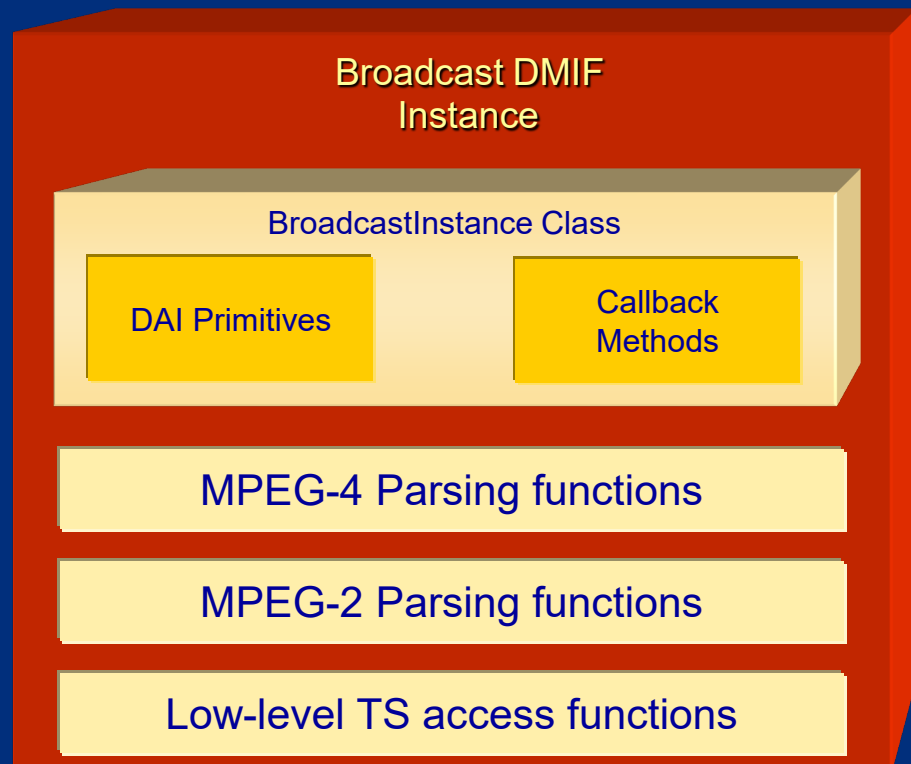 Broadcast DMIF
Instance
BroadcastInstance Class
DAI Primitives
Callback
Methods
MPEG-4 Parsing functions
MPEG-2 Parsing functions
Low-level TS access functions